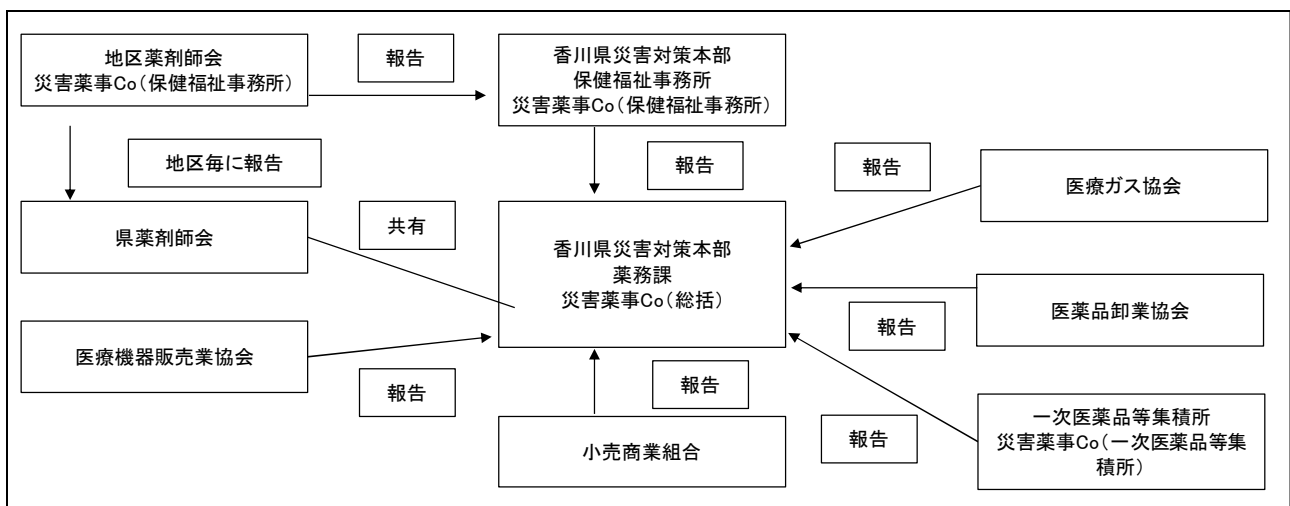 地区薬剤師会
災害薬事Co（保健福祉事務所）
報告
香川県災害対策本部
保健福祉事務所
災害薬事Co（保健福祉事務所）
地区毎に報告
報告
報告
医療ガス協会
県薬剤師会
共有
香川県災害対策本部
薬務課
災害薬事Co（総括）
医薬品卸業協会
報告
医療機器販売業協会
報告
報告
小売商業組合
報告
一次医薬品等集積所
災害薬事Co（一次医薬品等集
積所）